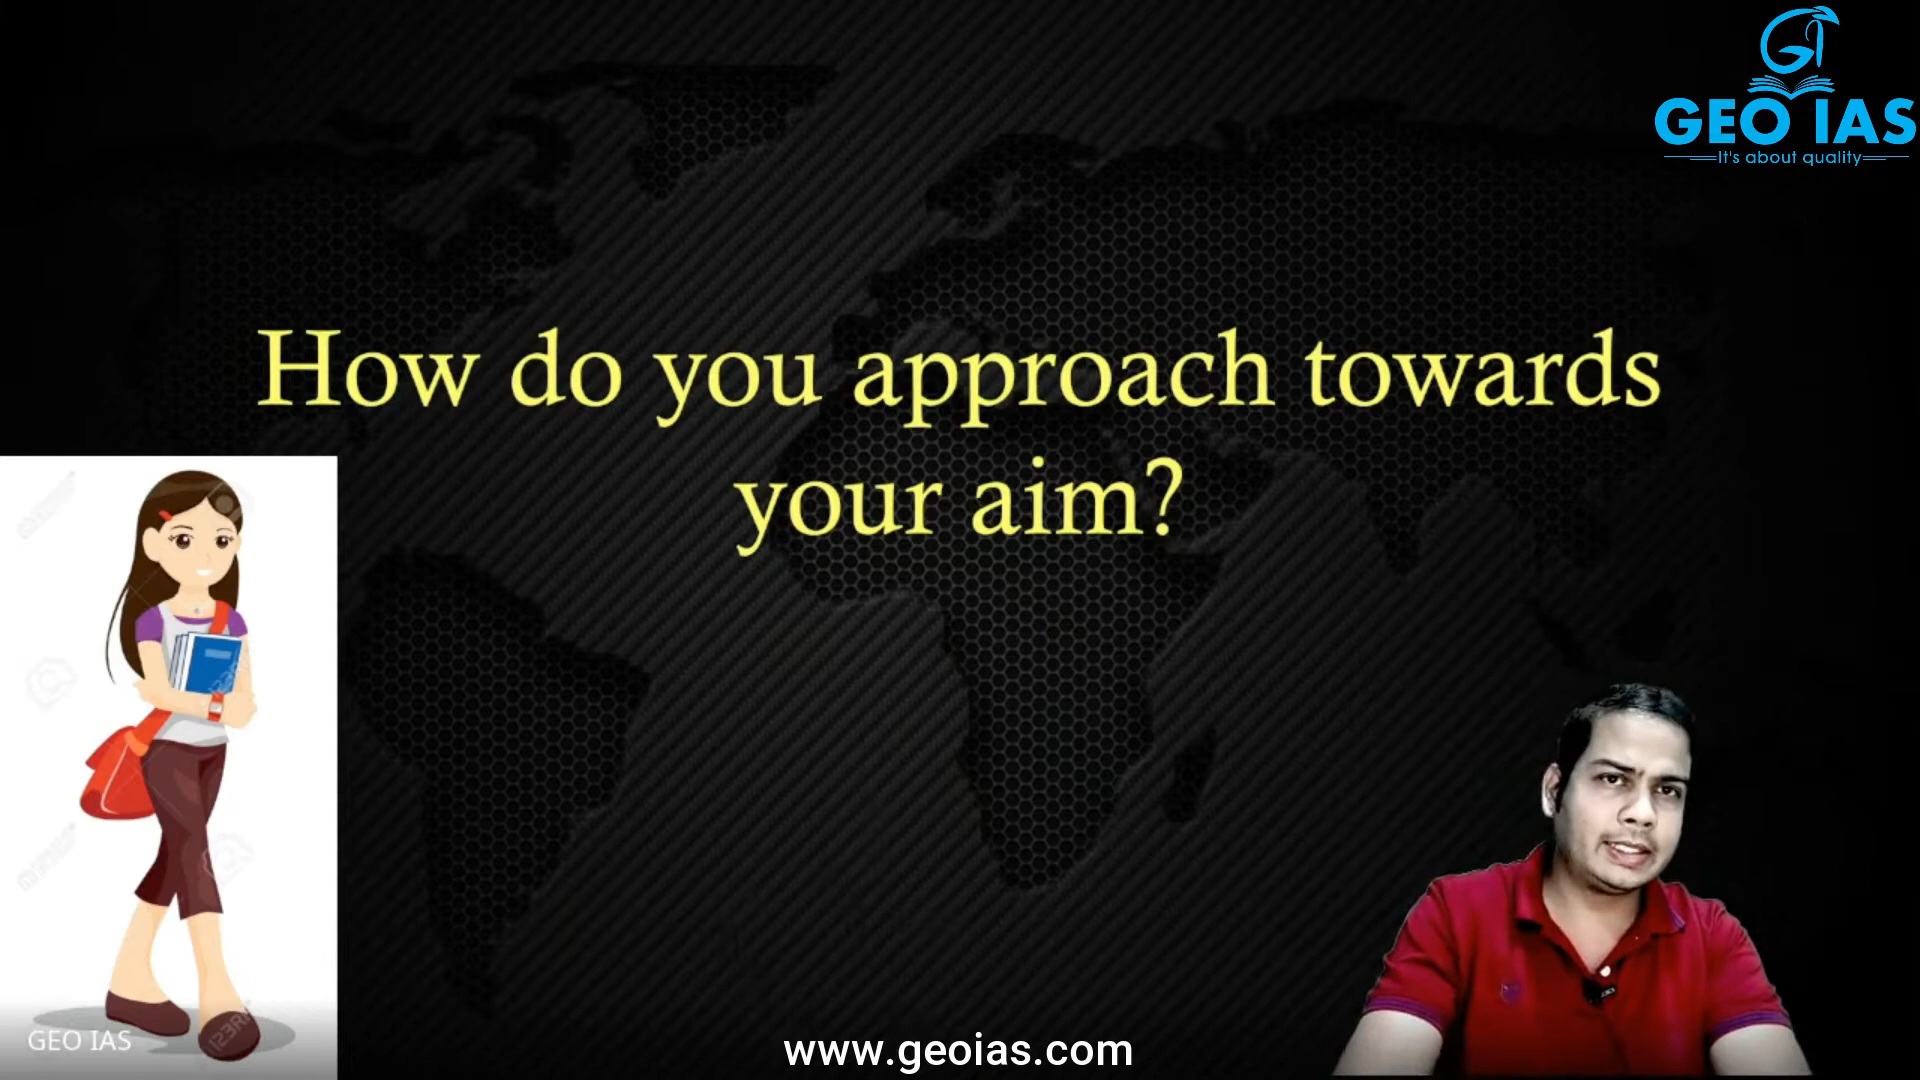 GEO IAS
It's about quality
How do you approach towards
your aim?
GEO IAS
www.geoias.com